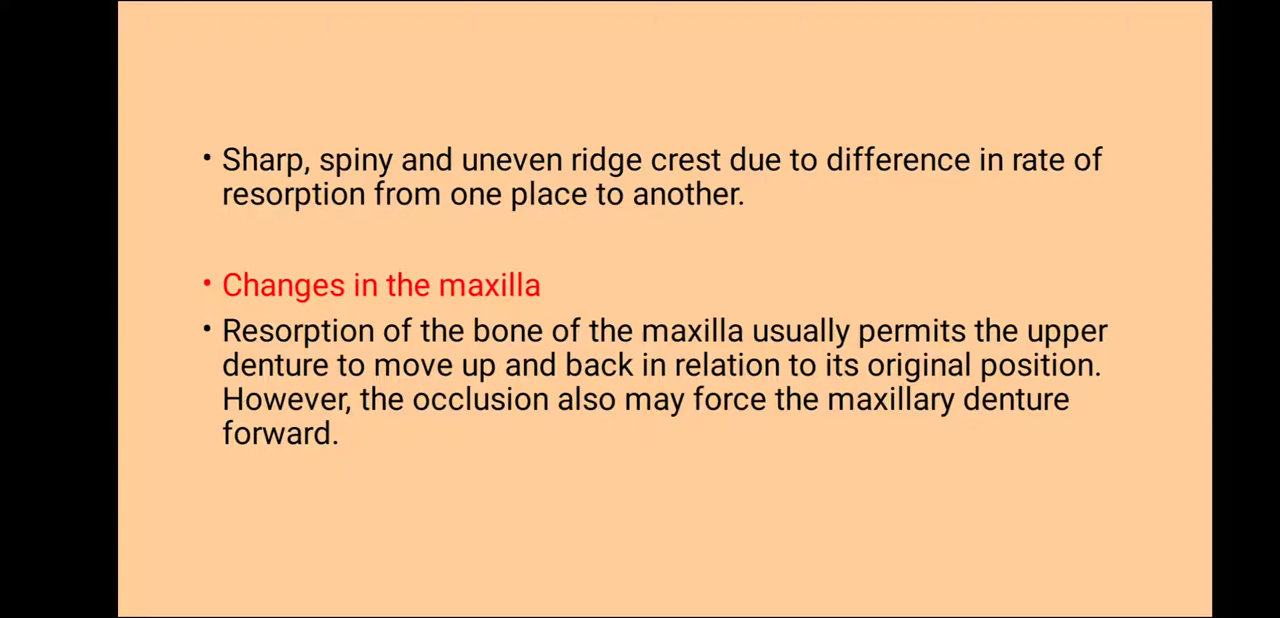 • Sharp, spiny and uneven ridge crest due to difference in rate of
resorption from one place to another.
• Changes in the maxilla
• Resorption of the bone of the maxilla usually permits the upper
denture to move up and back in relation to its original position.
However, the occlusion also may force the maxillary denture
forward.